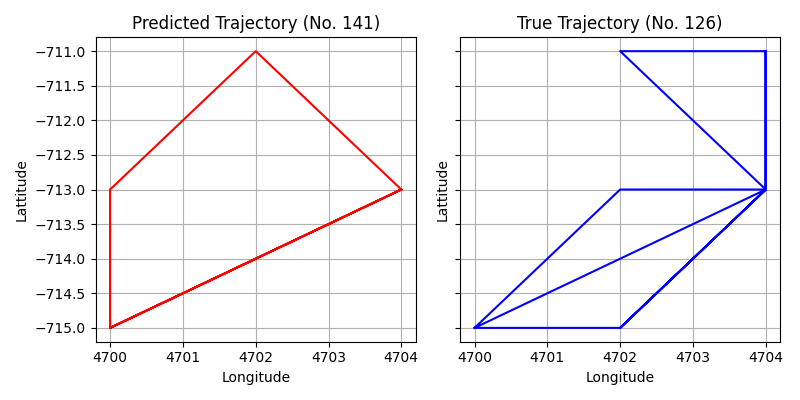 Predicted Trajectory (No. 141)
−711.0
−711.5
−712.0
−712.5
−713.0
−713.5
−714.0
−714.5
−715.0
Lattitude
4700 4701 4702 4703 4704
Longitude
True Trajectory (No. 126)
Lattitude
4700 4701 4702 4703 4704
Longitude